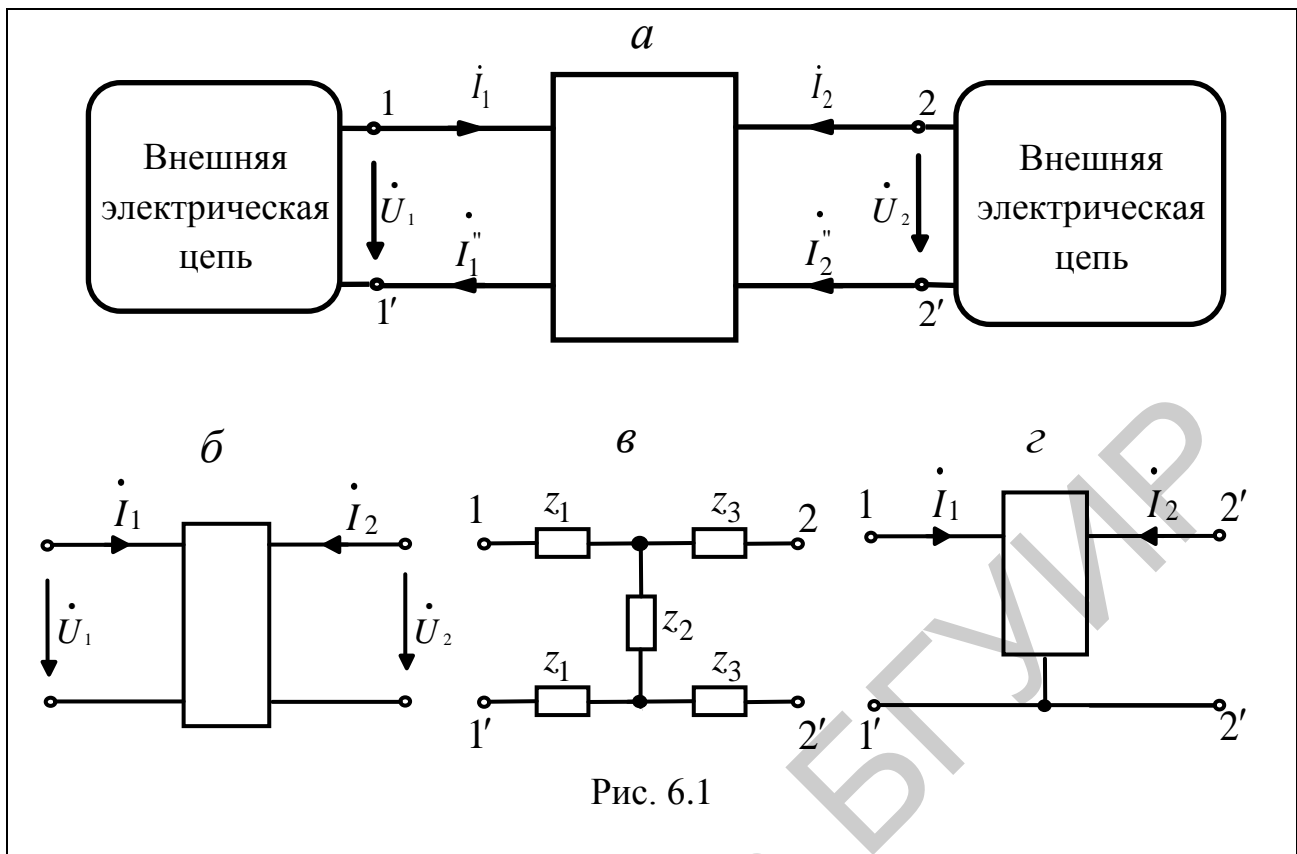 а
1 İ₁ İ₂ 2
Внешняя
электрическая
цепь
U̇₁ U̇₂
Внешняя
электрическая
цепь
1′ İ₁" İ₂" 2′
б в г
İ₁ İ₂
U̇₁ U̇₂
1 z₁ z₃ 2
z₂
1′ z₁ z₃ 2′
1 İ₁ İ₂ 2′
1′ 2′
Рис. 6.1
БГУИР